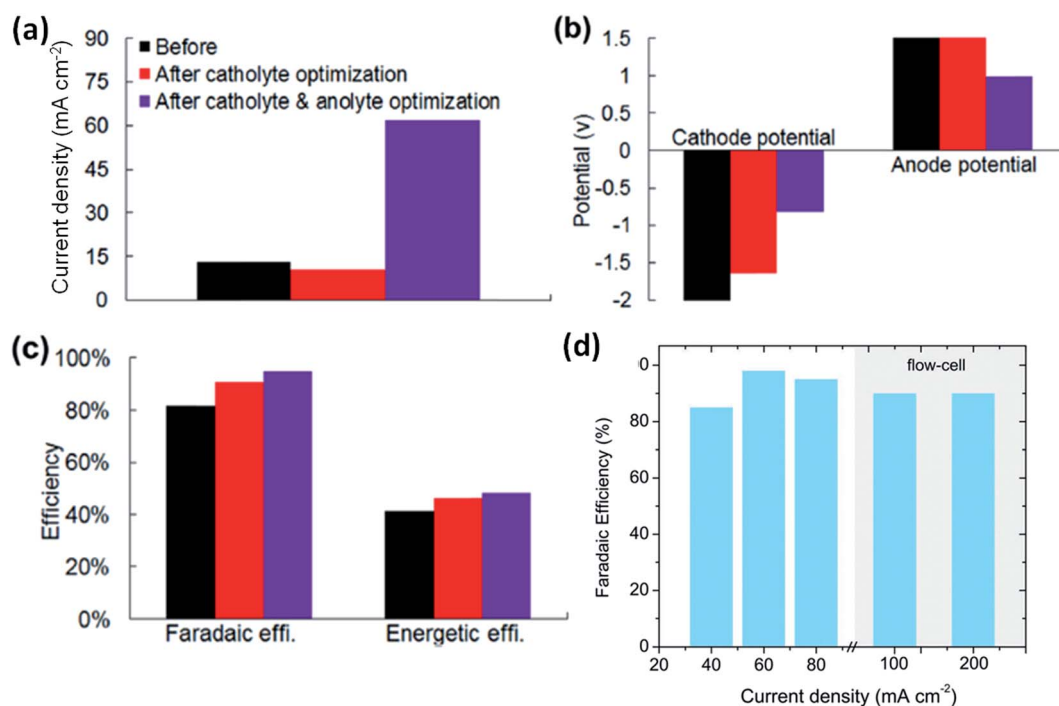 (a)
Current density (mA cm-2)
90
75
60
45
30
15
0
Before
After catholyte optimization
After catholyte & anolyte optimization
(b)
Potential (v)
1.5
1
0.5
0
-0.5
-1
-1.5
-2
Cathode potential
Anode potential
(c)
Efficiency
100%
80%
60%
40%
20%
0%
Faradaic effi.
Energetic effi.
(d)
Faradaic Efficiency (%)
0
80
60
40
20
0
flow-cell
20
40
60
80
100
200
Current density (mA cm-2)